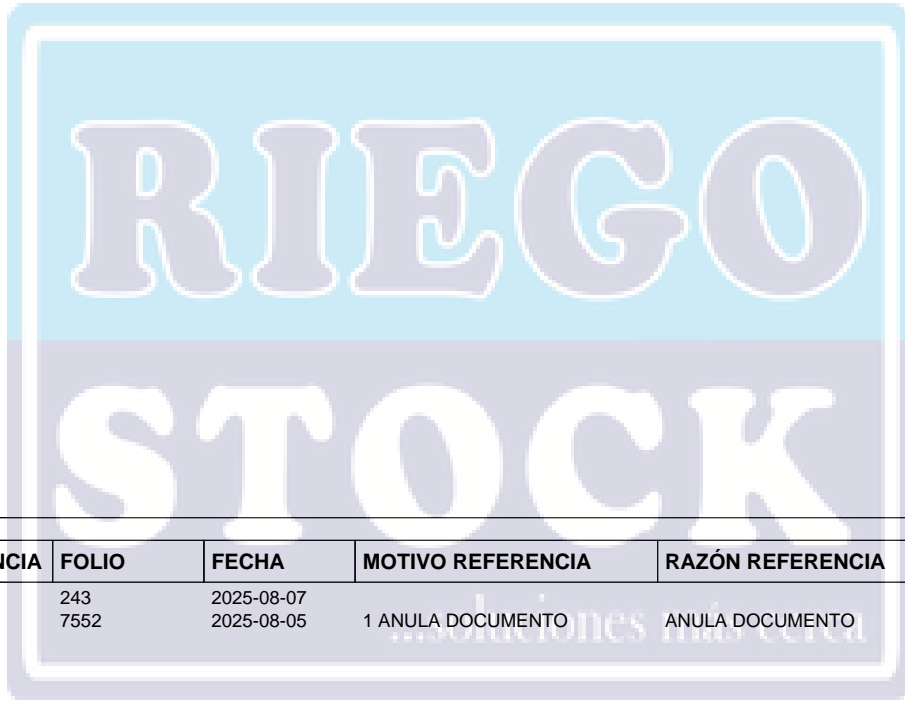 RIEGO
STOCK
NCIA FOLIO FECHA MOTIVO REFERENCIA RAZÓN REFERENCIA
243 2025-08-07
7552 2025-08-05 1 ANULA DOCUMENTO ANULA DOCUMENTO
...soluciones más cerca